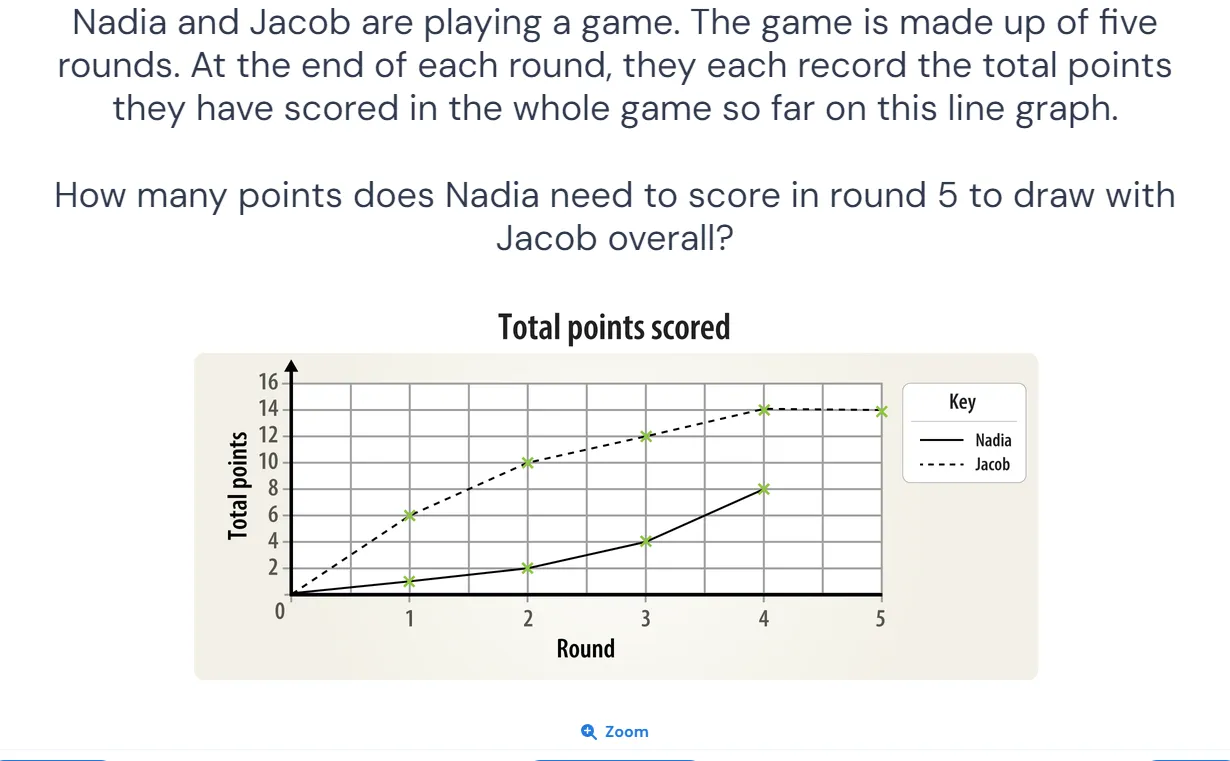 Nadia and Jacob are playing a game. The game is made up of five
rounds. At the end of each round, they each record the total points
they have scored in the whole game so far on this line graph.
How many points does Nadia need to score in round 5 to draw with
Jacob overall?
Total points scored
Total points
16
14
12
10
8
6
4
2
0
1 2 3 4 5
Round
Key
Nadia
Jacob
Zoom